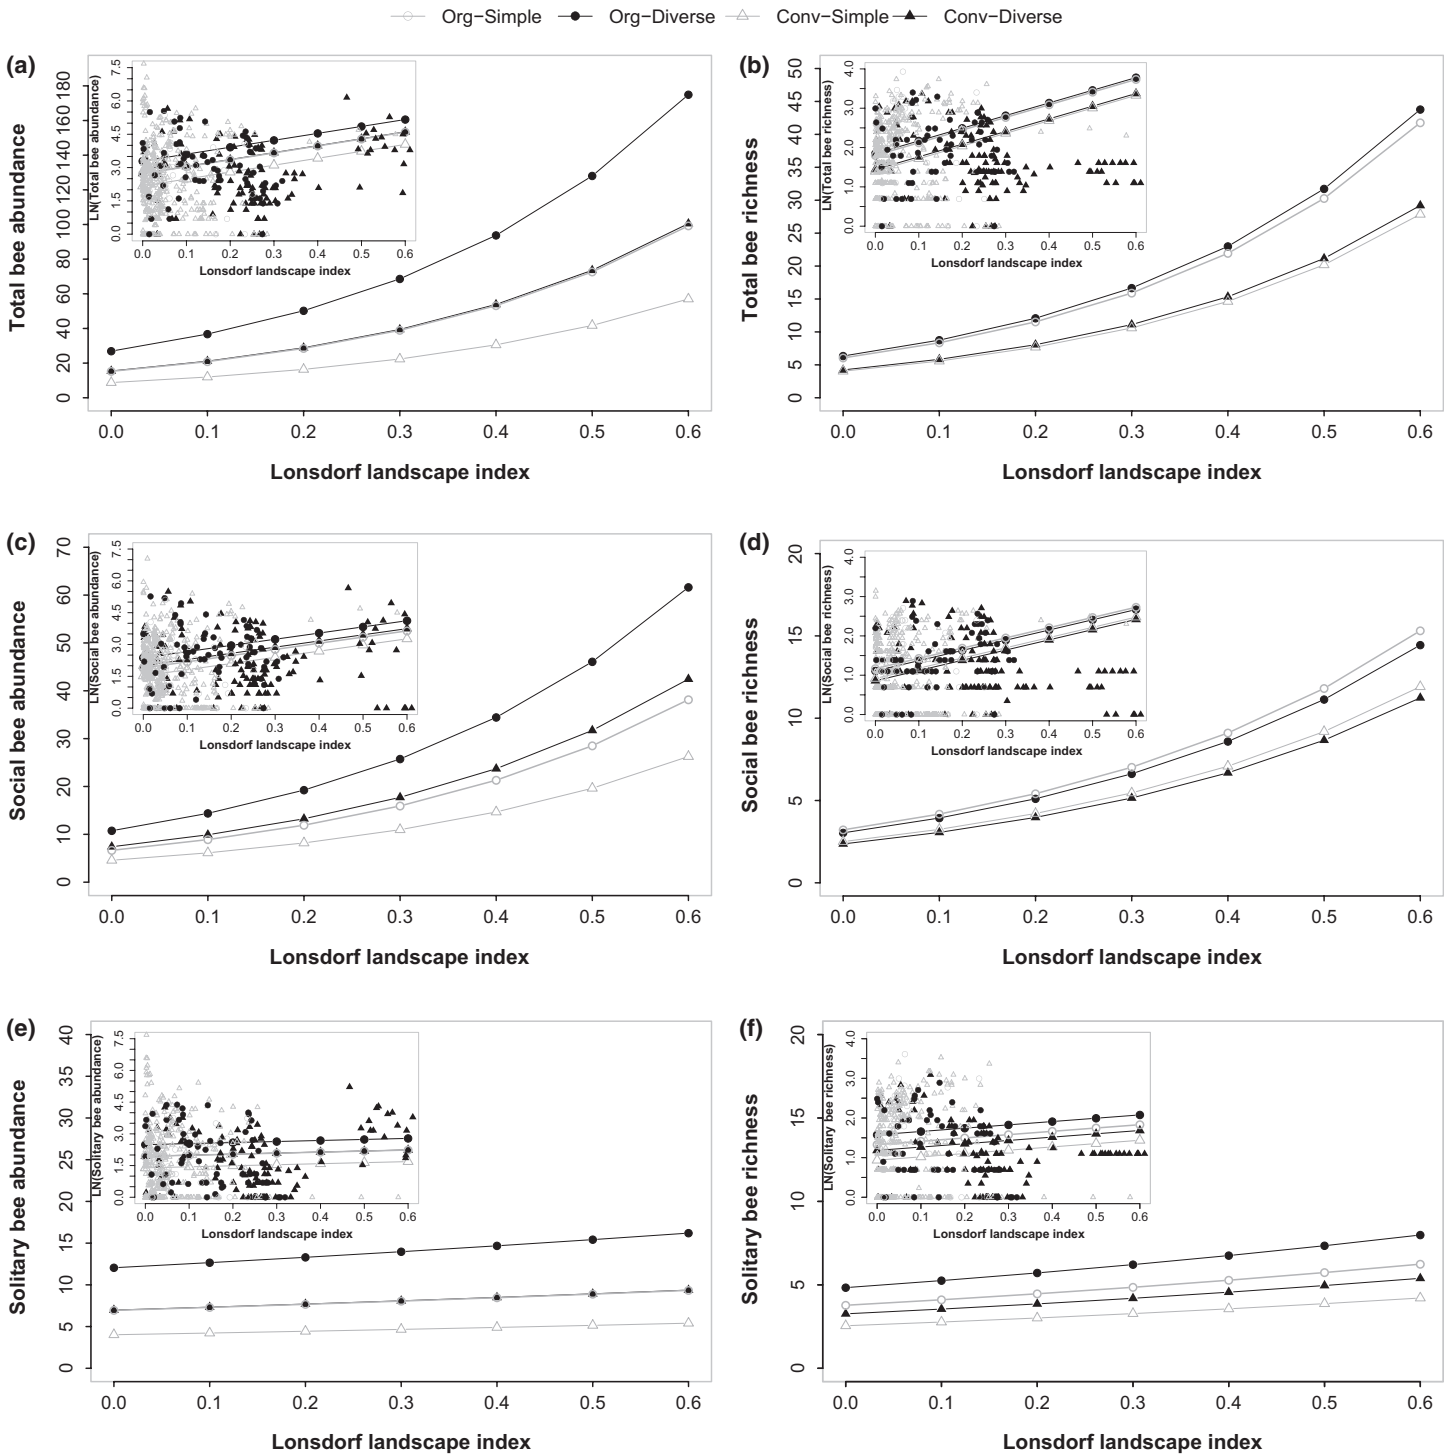 Org−Simple Org−Diverse Conv−Simple Conv−Diverse
(a)
Total bee abundance
0 20 40 60 80 100 120 140 160 180
0.0 0.1 0.2 0.3 0.4 0.5 0.6
Lonsdorf landscape index
LN(Total bee abundance)
0.0 1.5 3.0 4.5 6.0 7.5
0.0 0.1 0.2 0.3 0.4 0.5 0.6
Lonsdorf landscape index
(b)
Total bee richness
0 5 10 15 20 25 30 35 40 45 50
0.0 0.1 0.2 0.3 0.4 0.5 0.6
Lonsdorf landscape index
LN(Total bee richness)
0.0 1.0 2.0 3.0 4.0
0.0 0.1 0.2 0.3 0.4 0.5 0.6
Lonsdorf landscape index
(c)
Social bee abundance
0 10 20 30 40 50 60 70
0.0 0.1 0.2 0.3 0.4 0.5 0.6
Lonsdorf landscape index
LN(Social bee abundance)
0.0 1.5 3.0 4.5 6.0 7.5
0.0 0.1 0.2 0.3 0.4 0.5 0.6
Lonsdorf landscape index
(d)
Social bee richness
0 5 10 15 20
0.0 0.1 0.2 0.3 0.4 0.5 0.6
Lonsdorf landscape index
LN(Social bee richness)
0.0 1.0 2.0 3.0 4.0
0.0 0.1 0.2 0.3 0.4 0.5 0.6
Lonsdorf landscape index
(e)
Solitary bee abundance
0 5 10 15 20 25 30 35 40
0.0 0.1 0.2 0.3 0.4 0.5 0.6
Lonsdorf landscape index
LN(Solitary bee abundance)
0.0 1.5 3.0 4.5 6.0 7.5
0.0 0.1 0.2 0.3 0.4 0.5 0.6
Lonsdorf landscape index
(f)
Solitary bee richness
0 5 10 15 20
0.0 0.1 0.2 0.3 0.4 0.5 0.6
Lonsdorf landscape index
LN(Solitary bee richness)
0.0 1.0 2.0 3.0 4.0
0.0 0.1 0.2 0.3 0.4 0.5 0.6
Lonsdorf landscape index